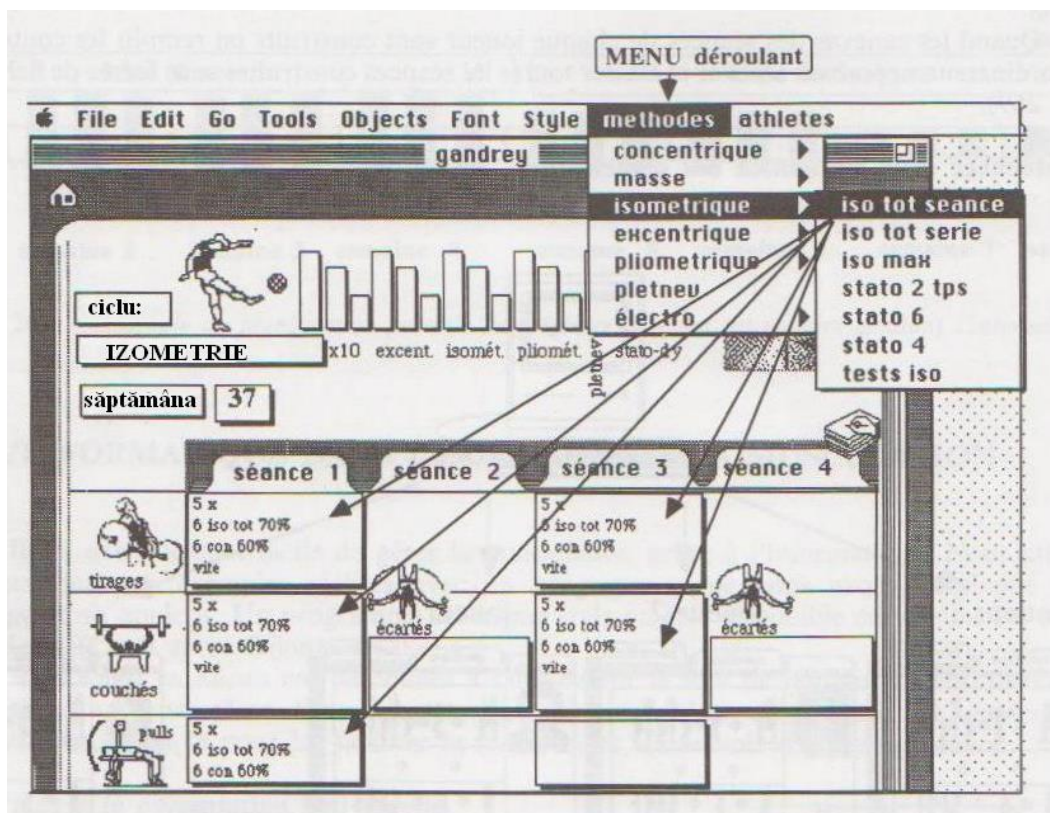 MENU déroulant
File Edit Go Tools Objects Font Style methodes athletes
gandrey
concentrique
masse
isometrique
excentrique
pliometrique
pletnev
électro
iso tot seance
iso tot serie
iso max
stato 2 tps
stato 6
stato 4
tests iso
ciclu:
IZOMETRIE
x10 excent. isomét. pliomét. pletnev stato-dy
săptămâna 37
séance 1 séance 2 séance 3 séance 4
tirages
5 x
6 iso tot 70%
6 con 60%
vite
5 x
6 iso tot 70%
6 con 60%
vite
couchés
5 x
6 iso tot 70%
6 con 60%
vite
écartés
5 x
6 iso tot 70%
6 con 60%
vite
écartés
pulls
5 x
6 iso tot 70%
6 con 60%